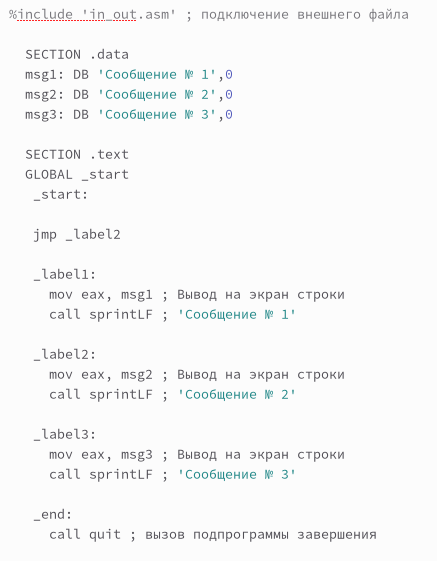 %include 'in_out.asm' ; подключение внешнего файла
SECTION .data
msg1: DB 'Сообщение № 1',0
msg2: DB 'Сообщение № 2',0
msg3: DB 'Сообщение № 3',0
SECTION .text
GLOBAL _start
_start:
jmp _label2
_label1:
mov eax, msg1 ; Вывод на экран строки
call sprintLF ; 'Сообщение № 1'
_label2:
mov eax, msg2 ; Вывод на экран строки
call sprintLF ; 'Сообщение № 2'
_label3:
mov eax, msg3 ; Вывод на экран строки
call sprintLF ; 'Сообщение № 3'
_end:
call quit ; вызов подпрограммы завершения